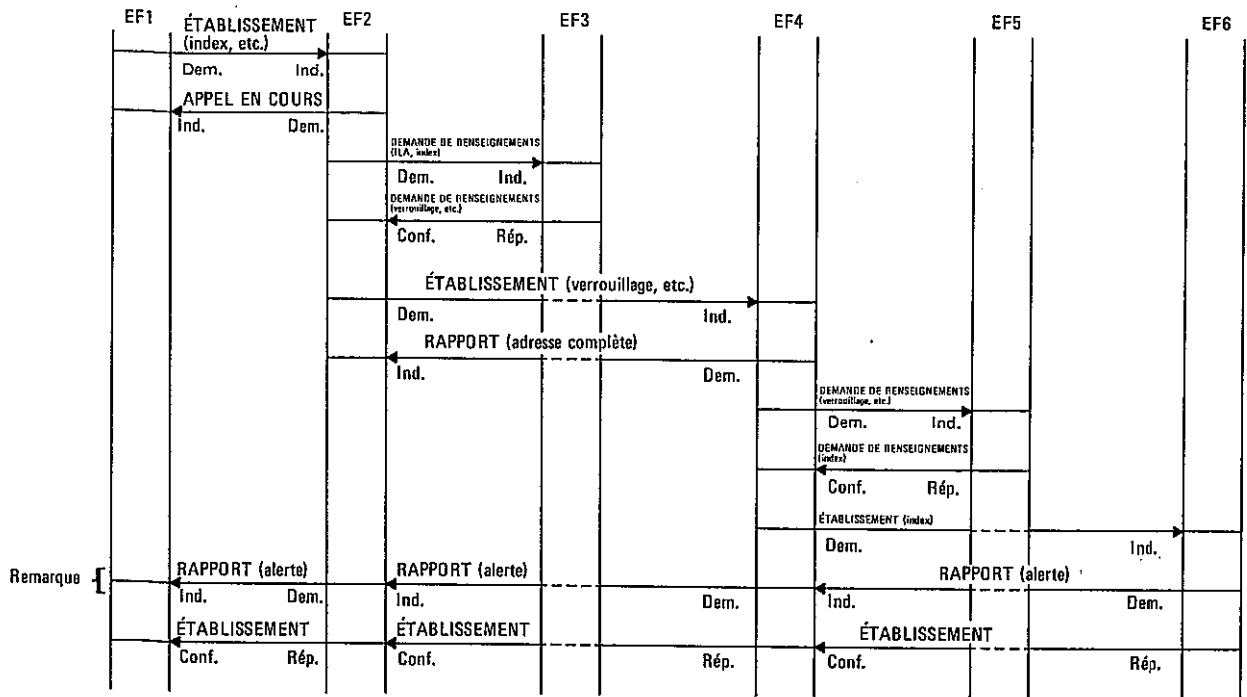 EF1 EF2 EF3 EF4 EF5 EF6
ÉTABLISSEMENT
(index, etc.)
Dem. Ind.
APPEL EN COURS
Ind. Dem.
DEMANDE DE RENSEIGNEMENTS
(ILA, index)
Dem. Ind.
DEMANDE DE RENSEIGNEMENTS
(verrouillage, etc.)
Conf. Rép.
ÉTABLISSEMENT (verrouillage, etc.)
Dem. Ind.
RAPPORT (adresse complète)
Ind. Dem.
DEMANDE DE RENSEIGNEMENTS
(verrouillage, etc.)
Dem. Ind.
DEMANDE DE RENSEIGNEMENTS
(index)
Conf. Rép.
ÉTABLISSEMENT (index)
Dem. Ind.
Remarque
RAPPORT (alerte) RAPPORT (alerte) RAPPORT (alerte)
Ind. Dem. Ind. Dem. Ind. Dem.
ÉTABLISSEMENT ÉTABLISSEMENT ÉTABLISSEMENT
Conf. Rép. Conf. Rép. Conf. Rép.